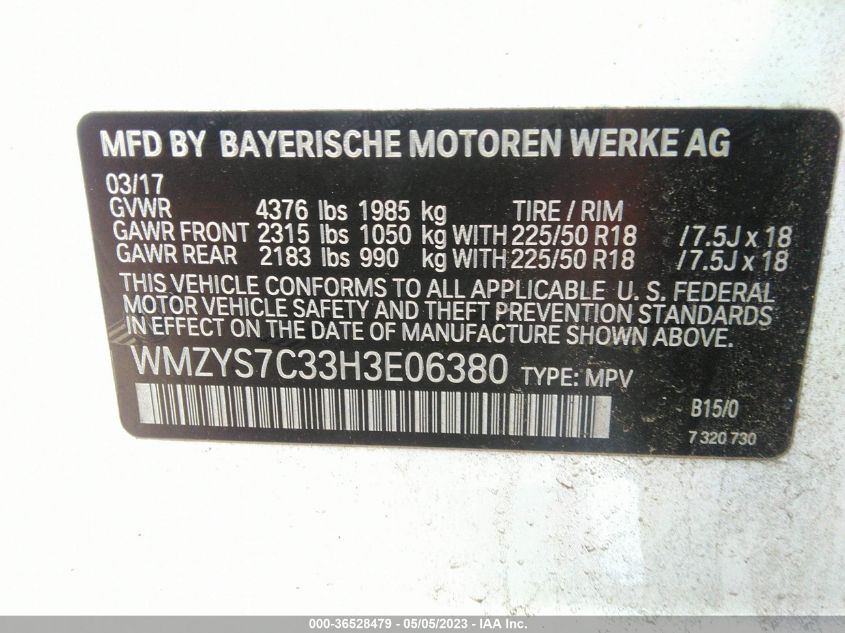 MFD BY BAYERISCHE MOTOREN WERKE AG
03/17
GVWR 4376 lbs 1985 kg TIRE / RIM
GAWR FRONT 2315 lbs 1050 kg WITH 225/50 R18 /7.5J x 18
GAWR REAR 2183 lbs 990 kg WITH 225/50 R18 /7.5J x 18
THIS VEHICLE CONFORMS TO ALL APPLICABLE U. S. FEDERAL
MOTOR VEHICLE SAFETY AND THEFT PREVENTION STANDARDS
IN EFFECT ON THE DATE OF MANUFACTURE SHOWN ABOVE.
WMZYS7C33H3E06380 TYPE: MPV
B15/0
7 320 730
000-36528479 - 05/05/2023 - IAA Inc.